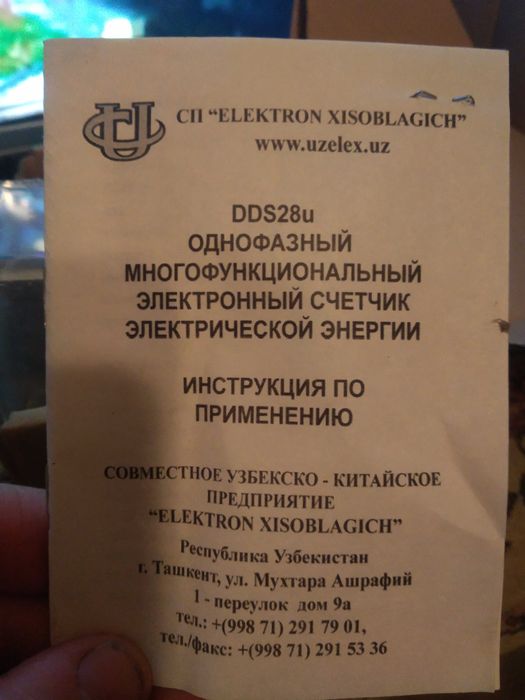 СП “ELEKTRON XISOBLAGICH”
www.uzelex.uz
DDS28u
ОДНОФАЗНЫЙ
МНОГОФУНКЦИОНАЛЬНЫЙ
ЭЛЕКТРОННЫЙ СЧЕТЧИК
ЭЛЕКТРИЧЕСКОЙ ЭНЕРГИИ
ИНСТРУКЦИЯ ПО
ПРИМЕНЕНИЮ
СОВМЕСТНОЕ УЗБЕКСКО - КИТАЙСКОЕ
ПРЕДПРИЯТИЕ
“ELEKTRON XISOBLAGICH”
Республика Узбекистан
г. Ташкент, ул. Мухтара Ашрафий
1 - переулок дом 9а
тел.: +(998 71) 291 79 01,
тел./факс: +(998 71) 291 53 36